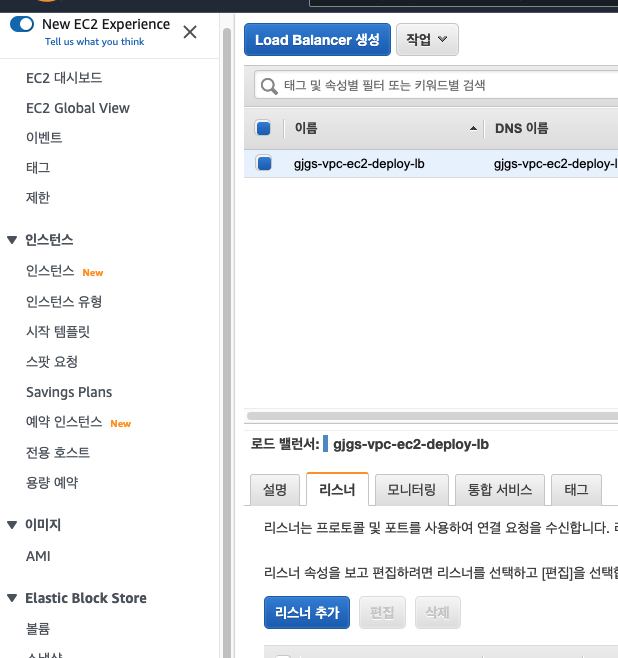 New EC2 Experience
Tell us what you think
EC2 대시보드
EC2 Global View
이벤트
태그
제한
인스턴스
인스턴스 New
인스턴스 유형
시작 템플릿
스팟 요청
Savings Plans
예약 인스턴스 New
전용 호스트
용량 예약
이미지
AMI
Elastic Block Store
볼륨
Load Balancer 생성 작업
태그 및 속성별 필터 또는 키워드별 검색
이름 DNS 이름
gjgs-vpc-ec2-deploy-lb gjgs-vpc-ec2-deploy-l
로드 밸런서: gjgs-vpc-ec2-deploy-lb
설명 리스너 모니터링 통합 서비스 태그
리스너는 프로토콜 및 포트를 사용하여 연결 요청을 수신합니다.
리스너 속성을 보고 편집하려면 리스너를 선택하고 [편집]을
리스너 추가 편집 삭제